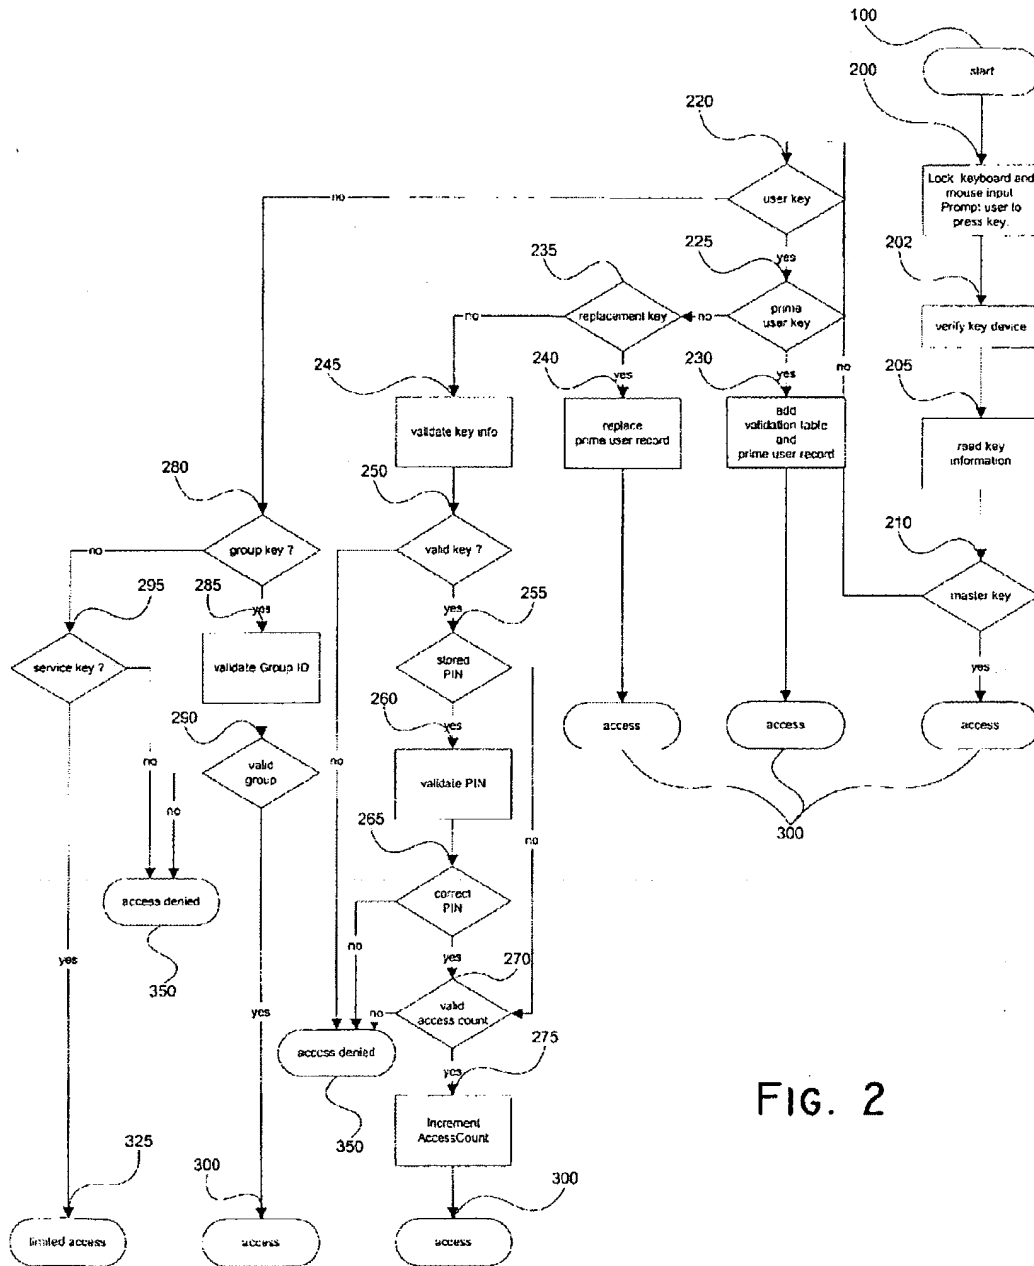 100
start
200
Lock keyboard and
mouse input
Prompt user to
press key.
220
user key
no
yes
202
verify key device
225
prime
user key
no
yes
235
replacement key
no
yes
no
205
read key
information
230
add
validation table
and
prime user record
240
replace
prime user record
245
validate key info
210
master key
yes
access
access
access
300
250
valid key ?
no
yes
280
group key ?
no
yes
285
validate Group ID
295
service key ?
no
yes
255
stored
PIN
yes
no
260
validate PIN
290
valid
group
no
yes
265
correct
PIN
no
yes
access denied
350
270
valid
access count
no
yes
access denied
350
275
Increment
AccessCount
325
limited access
300
access
300
access
FIG. 2